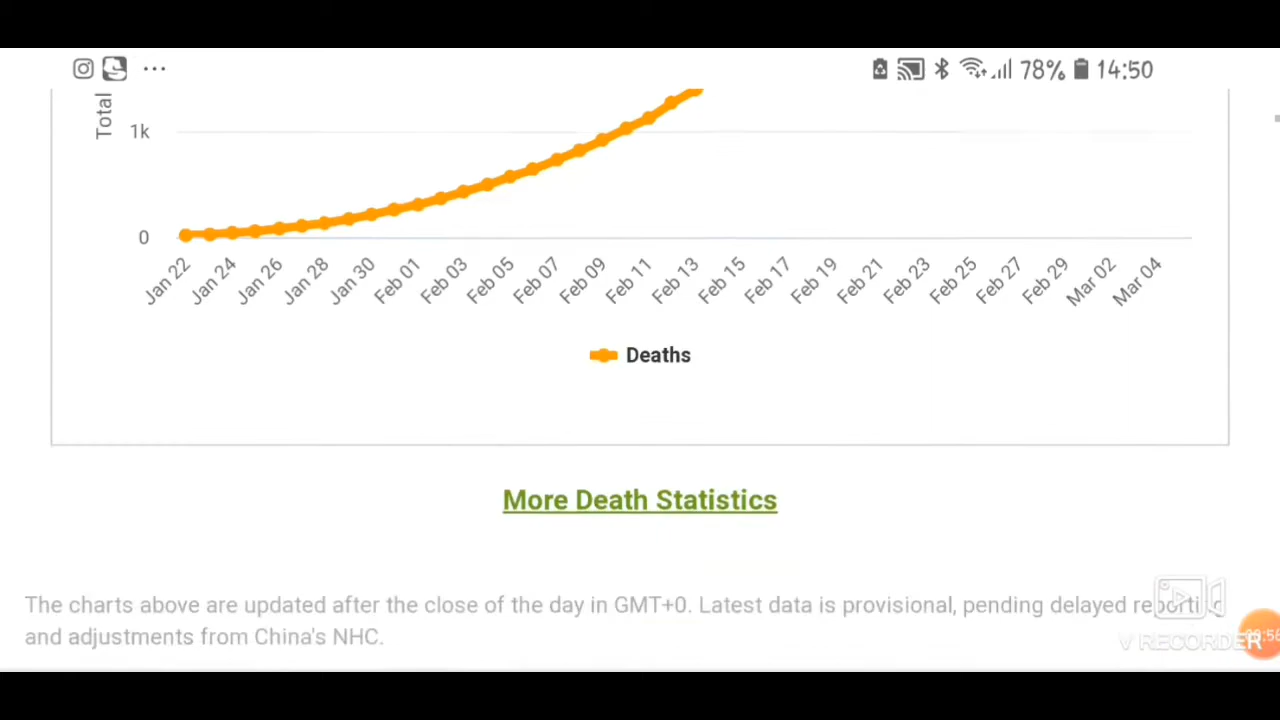 78% 14:50
Total
1k
0
Jan 22
Jan 24
Jan 26
Jan 28
Jan 30
Feb 01
Feb 03
Feb 05
Feb 07
Feb 09
Feb 11
Feb 13
Feb 15
Feb 17
Feb 19
Feb 21
Feb 23
Feb 25
Feb 27
Feb 29
Mar 02
Mar 04
Deaths
More Death Statistics
The charts above are updated after the close of the day in GMT+0. Latest data is provisional, pending delayed
and adjustments from China's NHC.
V RECORDER